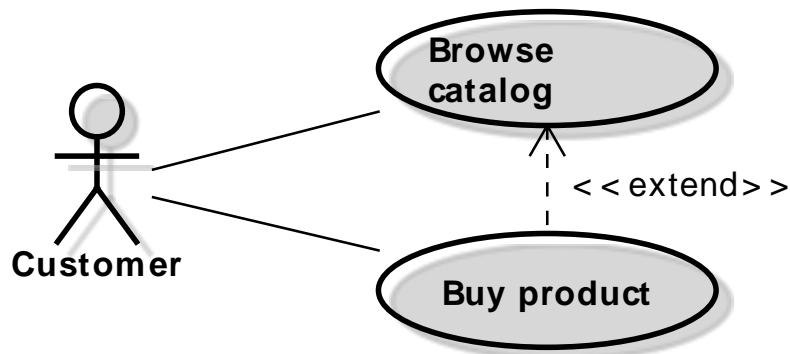 Browse
catalog
<<extend>>
Customer
Buy product